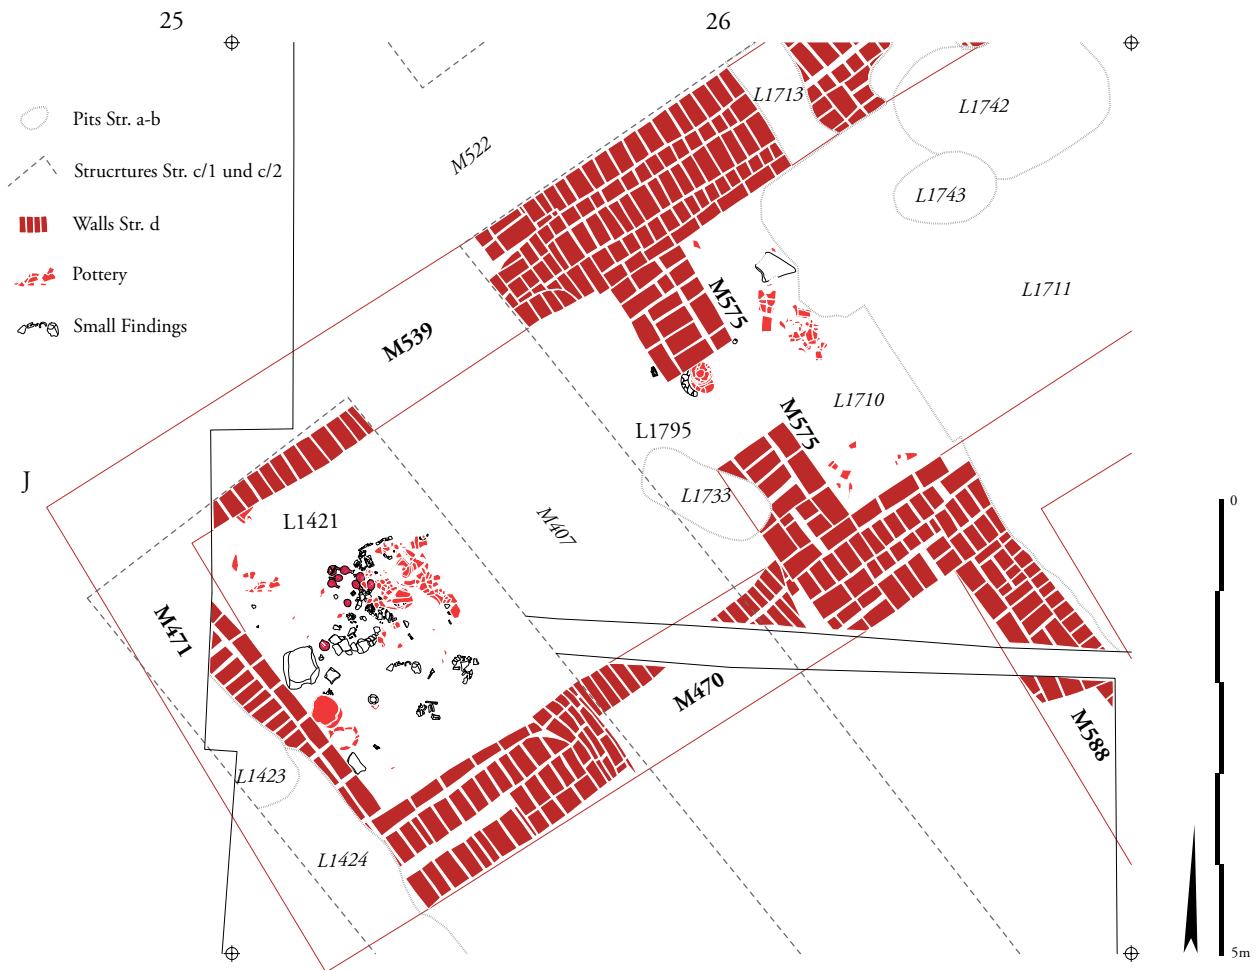 25
26
Pits Str. a-b
Strucrtures Str. c/1 und c/2
Walls Str. d
Pottery
Small Findings
L1713
L1742
M522
L1743
L1711
M575
M539
L1710
M575
L1795
J
L1733
L1421
M407
0
M471
M470
M588
L1423
L1424
5m